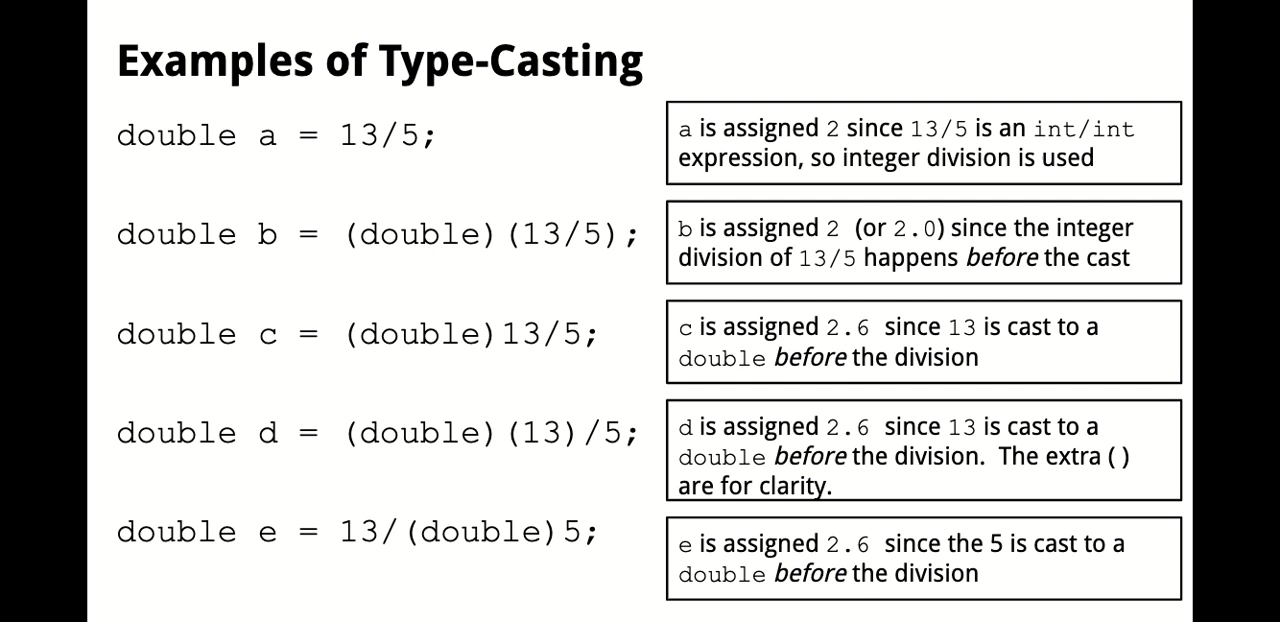 Examples of Type-Casting
double a = 13/5;
a is assigned 2 since 13/5 is an int/int
expression, so integer division is used
double b = (double)(13/5);
b is assigned 2 (or 2.0) since the integer
division of 13/5 happens before the cast
double c = (double)13/5;
c is assigned 2.6 since 13 is cast to a
double before the division
double d = (double)(13)/5;
d is assigned 2.6 since 13 is cast to a
double before the division. The extra ()
are for clarity.
double e = 13/(double)5;
e is assigned 2.6 since the 5 is cast to a
double before the division